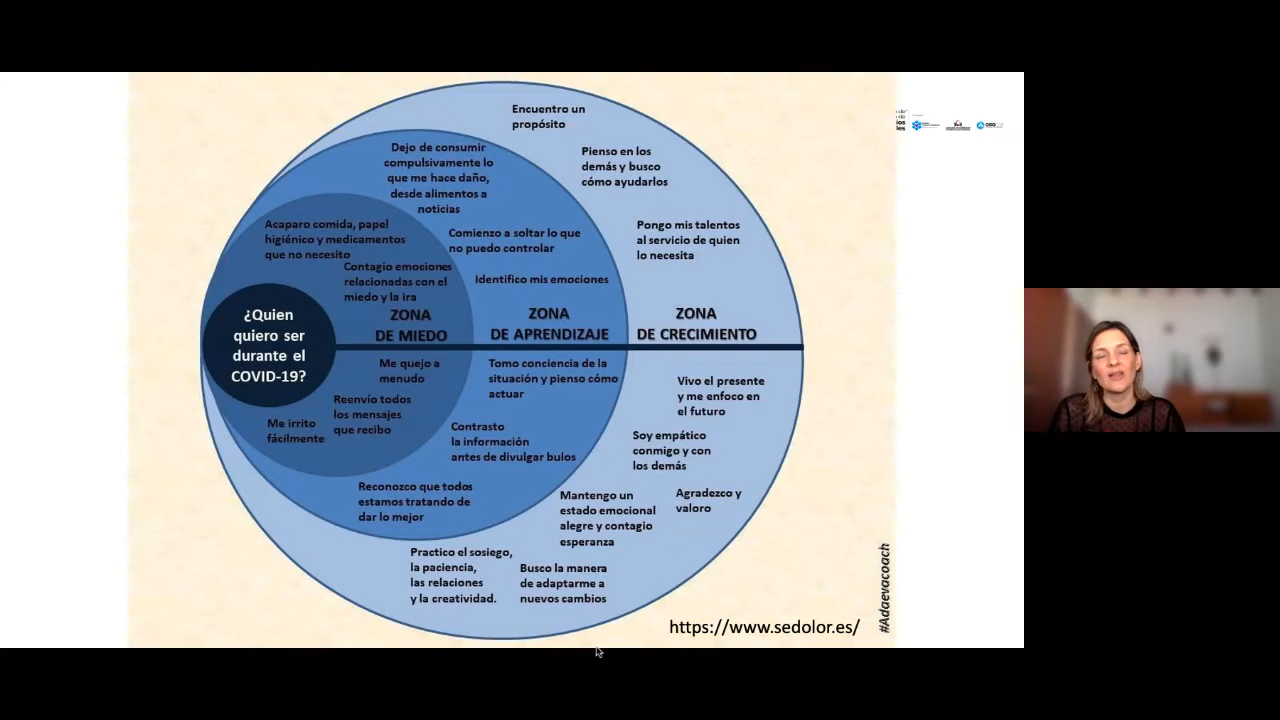 Encuentro un
propósito
Dejo de consumir
compulsivamente lo
que me hace daño,
desde alimentos a
noticias
Pienso en los
demás y busco
cómo ayudarlos
Acaparo comida, papel
higiénico y medicamentos
que no necesito
Comienzo a soltar lo que
no puedo controlar
Pongo mis talentos
al servicio de quien
lo necesita
Contagio emociones
relacionadas con el
miedo y la ira
Identifico mis emociones
¿Quien
quiero ser
durante el
COVID-19?
ZONA
DE MIEDO
ZONA
DE APRENDIZAJE
ZONA
DE CRECIMIENTO
Me quejo a
menudo
Tomo conciencia de la
situación y pienso cómo
actuar
Vivo el presente
y me enfoco en
el futuro
Reenvío todos
los mensajes
que recibo
Me irrito
fácilmente
Contrasto
la información
antes de divulgar bulos
Soy empático
conmigo y con
los demás
Reconozco que todos
estamos tratando de
dar lo mejor
Mantengo un
estado emocional
alegre y contagio
esperanza
Agradezco y
valoro
Practico el sosiego,
la paciencia,
las relaciones
y la creatividad.
Busco la manera
de adaptarme a
nuevos cambios
#Adaevacoach
https://www.sedolor.es/